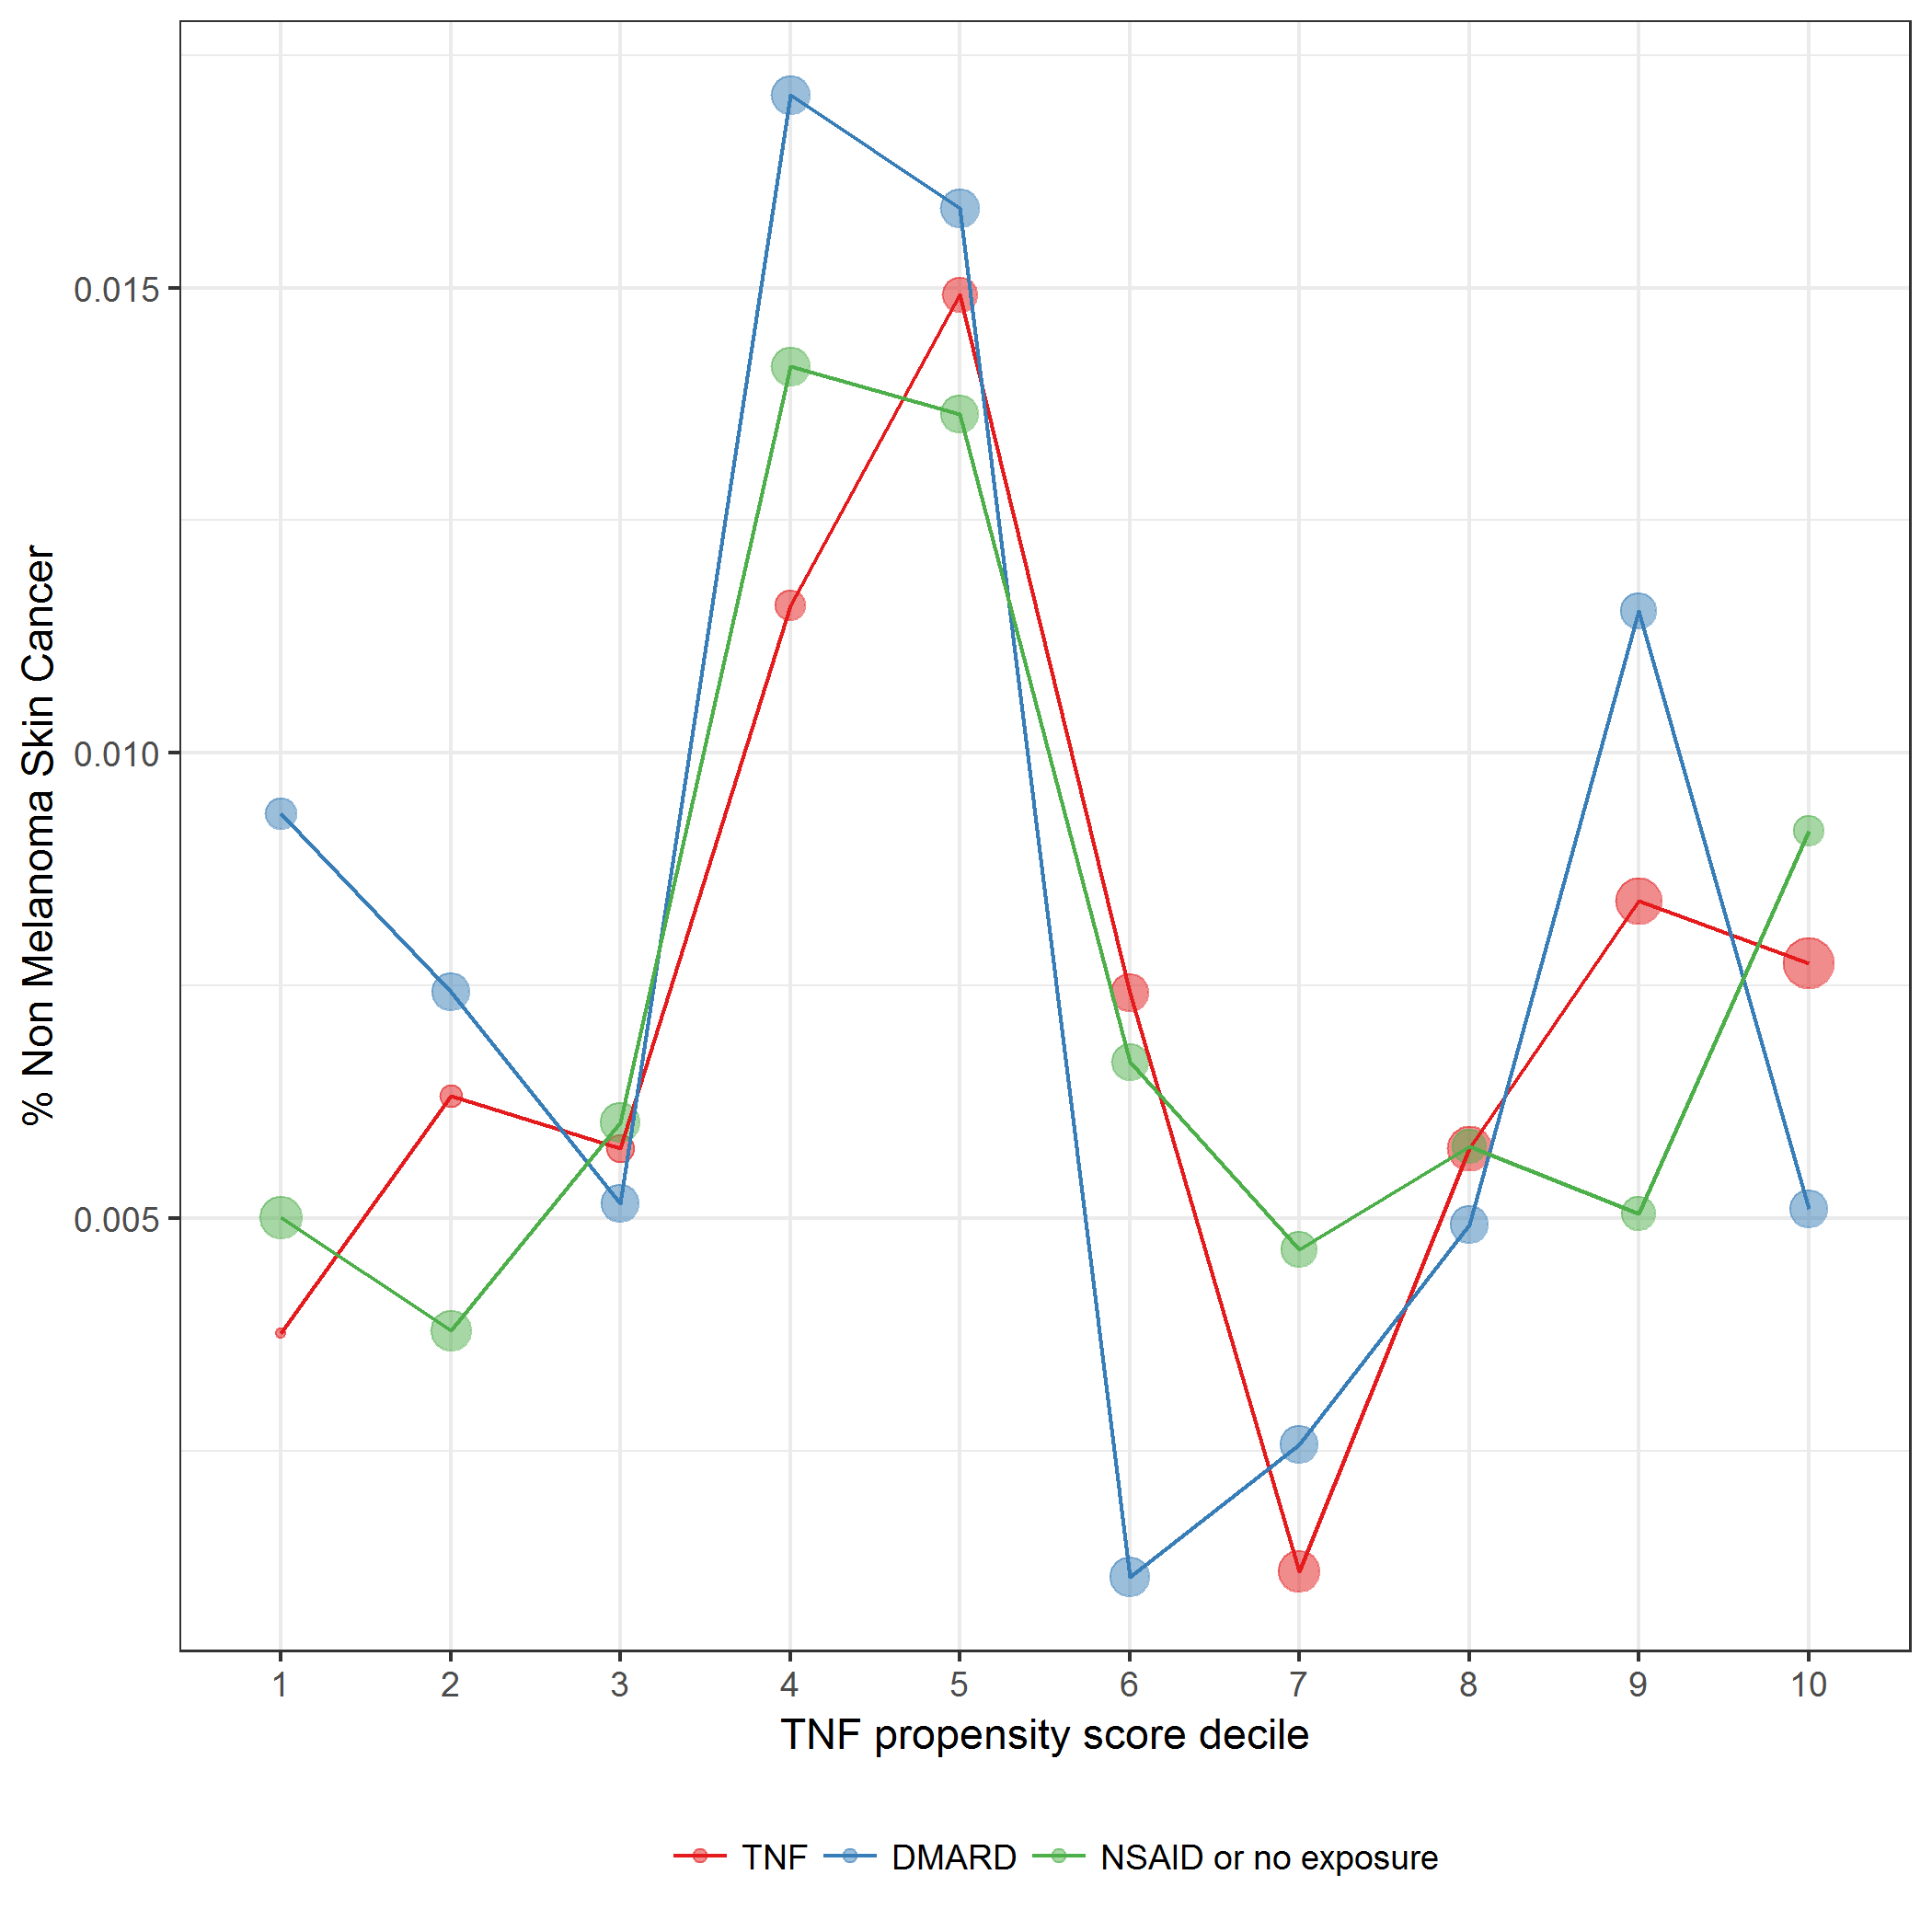 % Non Melanoma Skin Cancer
0.015
0.010
0.005
1 2 3 4 5 6 7 8 9 10
TNF propensity score decile
TNF DMARD NSAID or no exposure